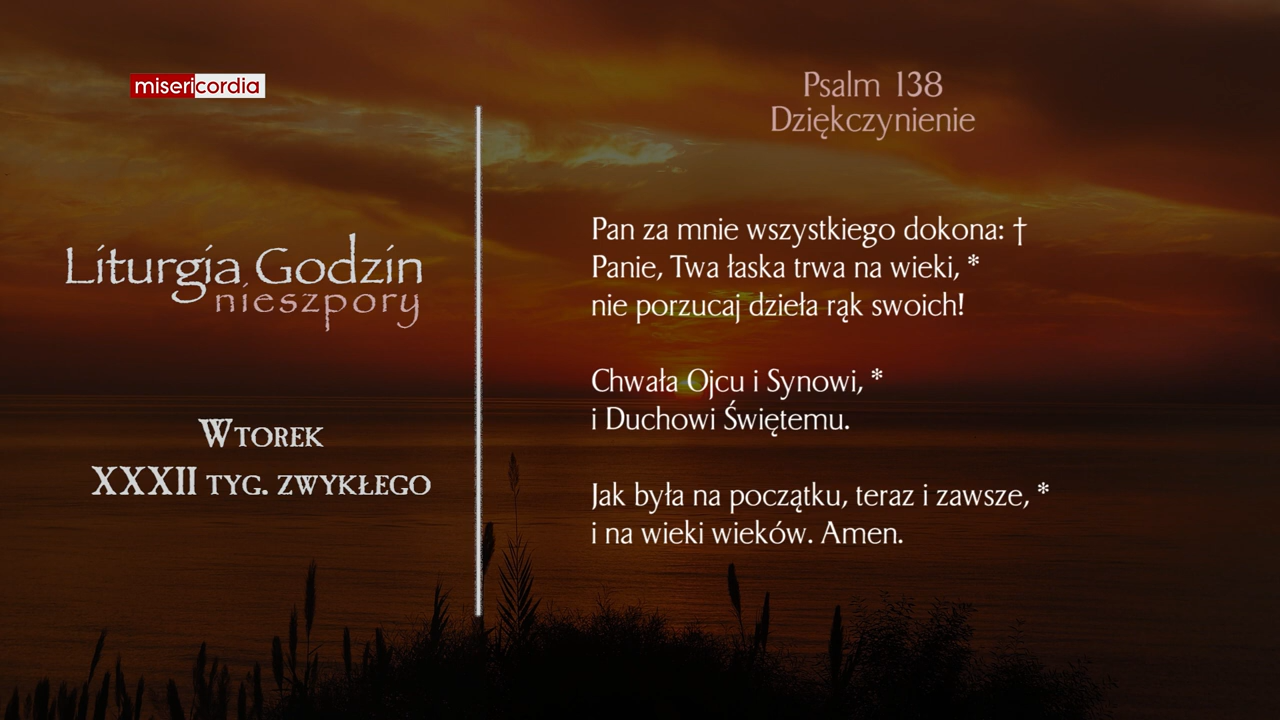 misericordia
Liturgia Godzin
nieszpory
Wtorek
XXXII tyg. zwykłego
Psalm 138
Dziękczynienie
Pan za mnie wszystkiego dokona: †
Panie, Twa łaska trwa na wieki, *
nie porzucaj dzieła rąk swoich!
Chwała Ojcu i Synowi, *
i Duchowi Świętemu.
Jak była na początku, teraz i zawsze, *
i na wieki wieków. Amen.